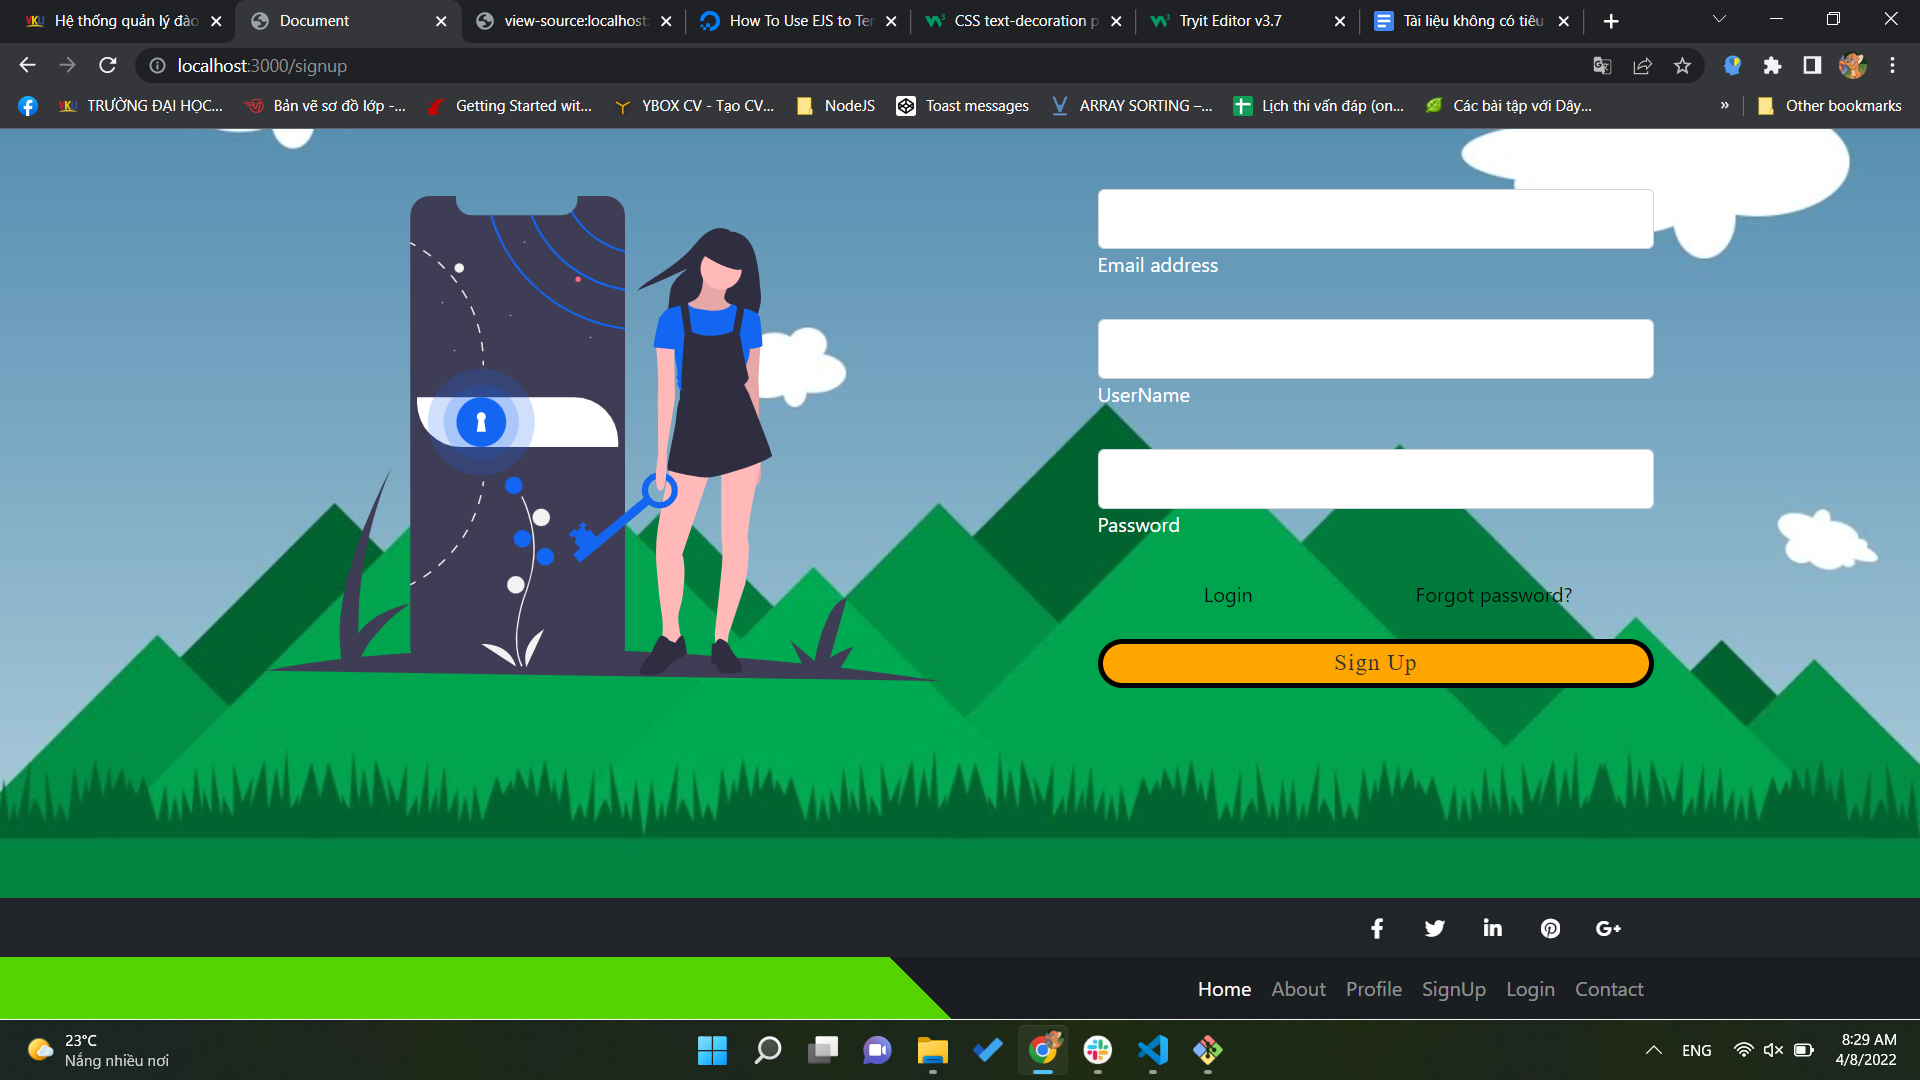 Hệ thống quản lý đào
Document
view-source:localhost:
How To Use EJS to Ter
CSS text-decoration p
Tryit Editor v3.7
Tài liệu không có tiêu
localhost:3000/signup
TRƯỜNG ĐẠI HỌC...
Bản vẽ sơ đồ lớp -...
Getting Started wit...
YBOX CV - Tạo CV...
NodeJS
Toast messages
ARRAY SORTING –...
Lịch thi vấn đáp (on...
Các bài tập với Dãy...
»
Other bookmarks
Email address
UserName
Password
Login
Forgot password?
Sign Up
Home
About
Profile
SignUp
Login
Contact
23°C
Nắng nhiều nơi
ENG
8:29 AM
4/8/2022